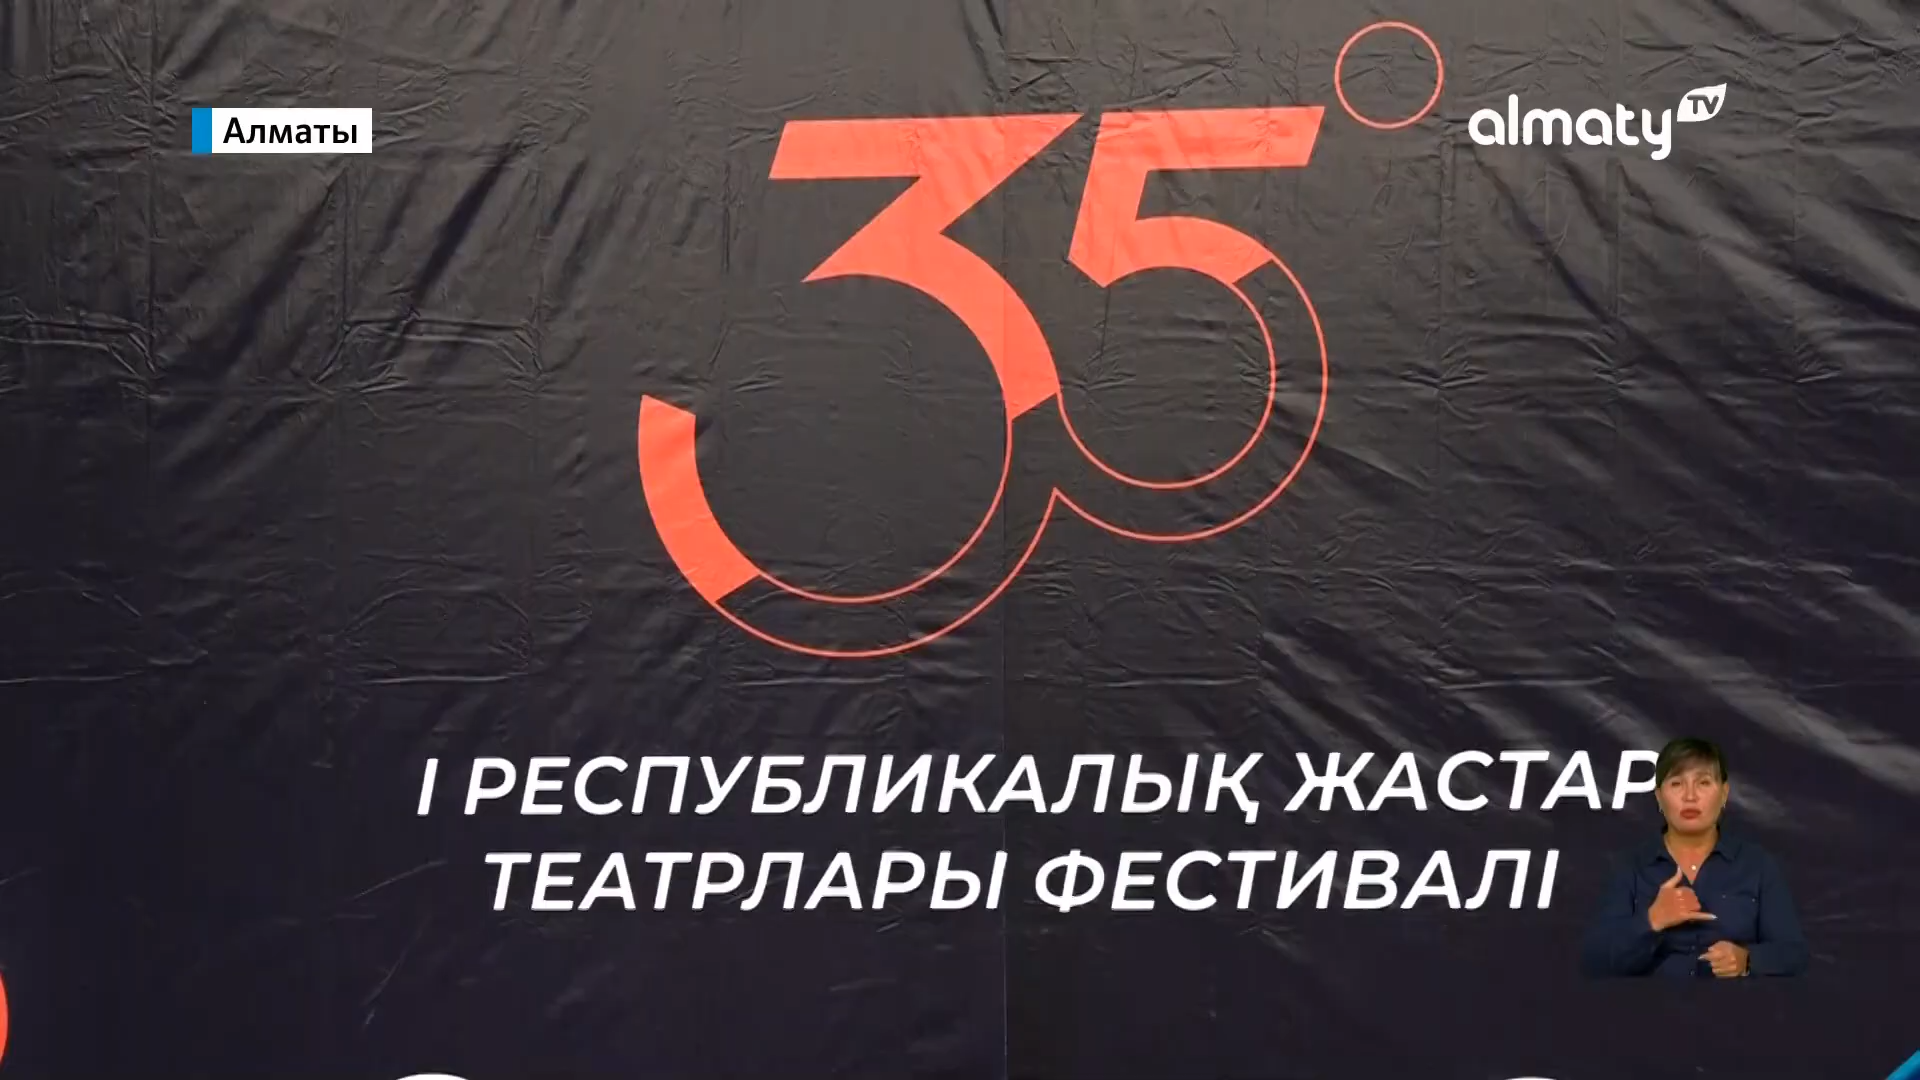 Алматы
almaty TV
35°
I РЕСПУБЛИКАЛЫҚ ЖАСТАР
ТЕАТРЛАРЫ ФЕСТИВАЛІ